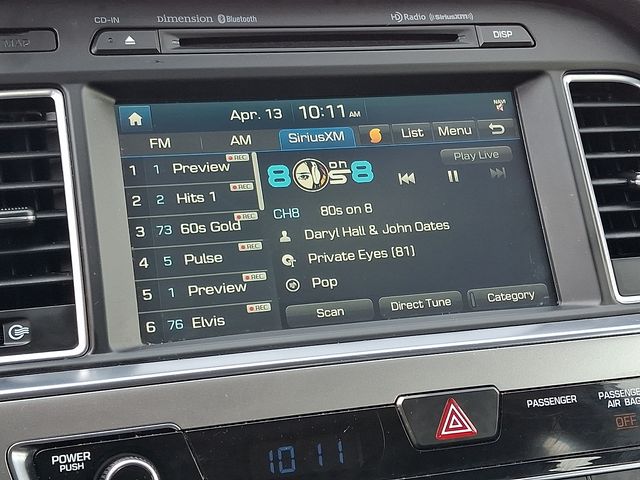 CD-IN Dimension Bluetooth HD Radio ((SiriusXM))
MAP DISP
Apr. 13 10:11 AM NAVI
FM AM SiriusXM S List Menu
1 1 Preview REC
2 2 Hits 1 REC
3 73 60s Gold REC
4 5 Pulse REC
5 1 Preview REC
6 76 Elvis REC
80s on 8
Play Live
CH8 80s on 8
Daryl Hall & John Oates
Private Eyes (81)
Pop
Scan Direct Tune Category
POWER
PUSH
10 11
PASSENGER
PASSENGE
AIR BAG
OFF